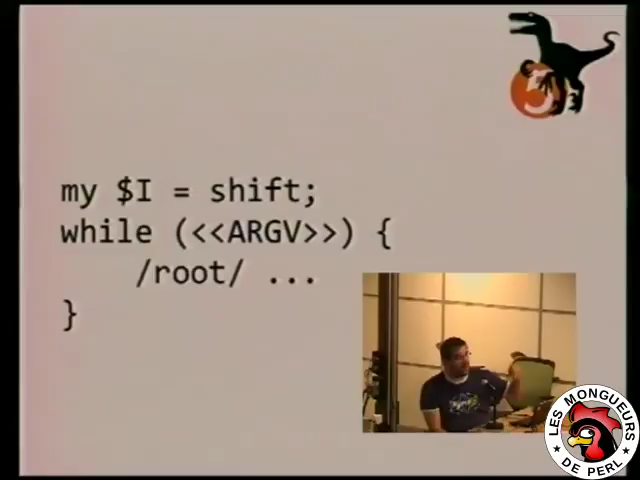 my $I = shift;
while (<<ARGV>>) {
/root/ ...
}
LES MONGUEURS
DE PERL